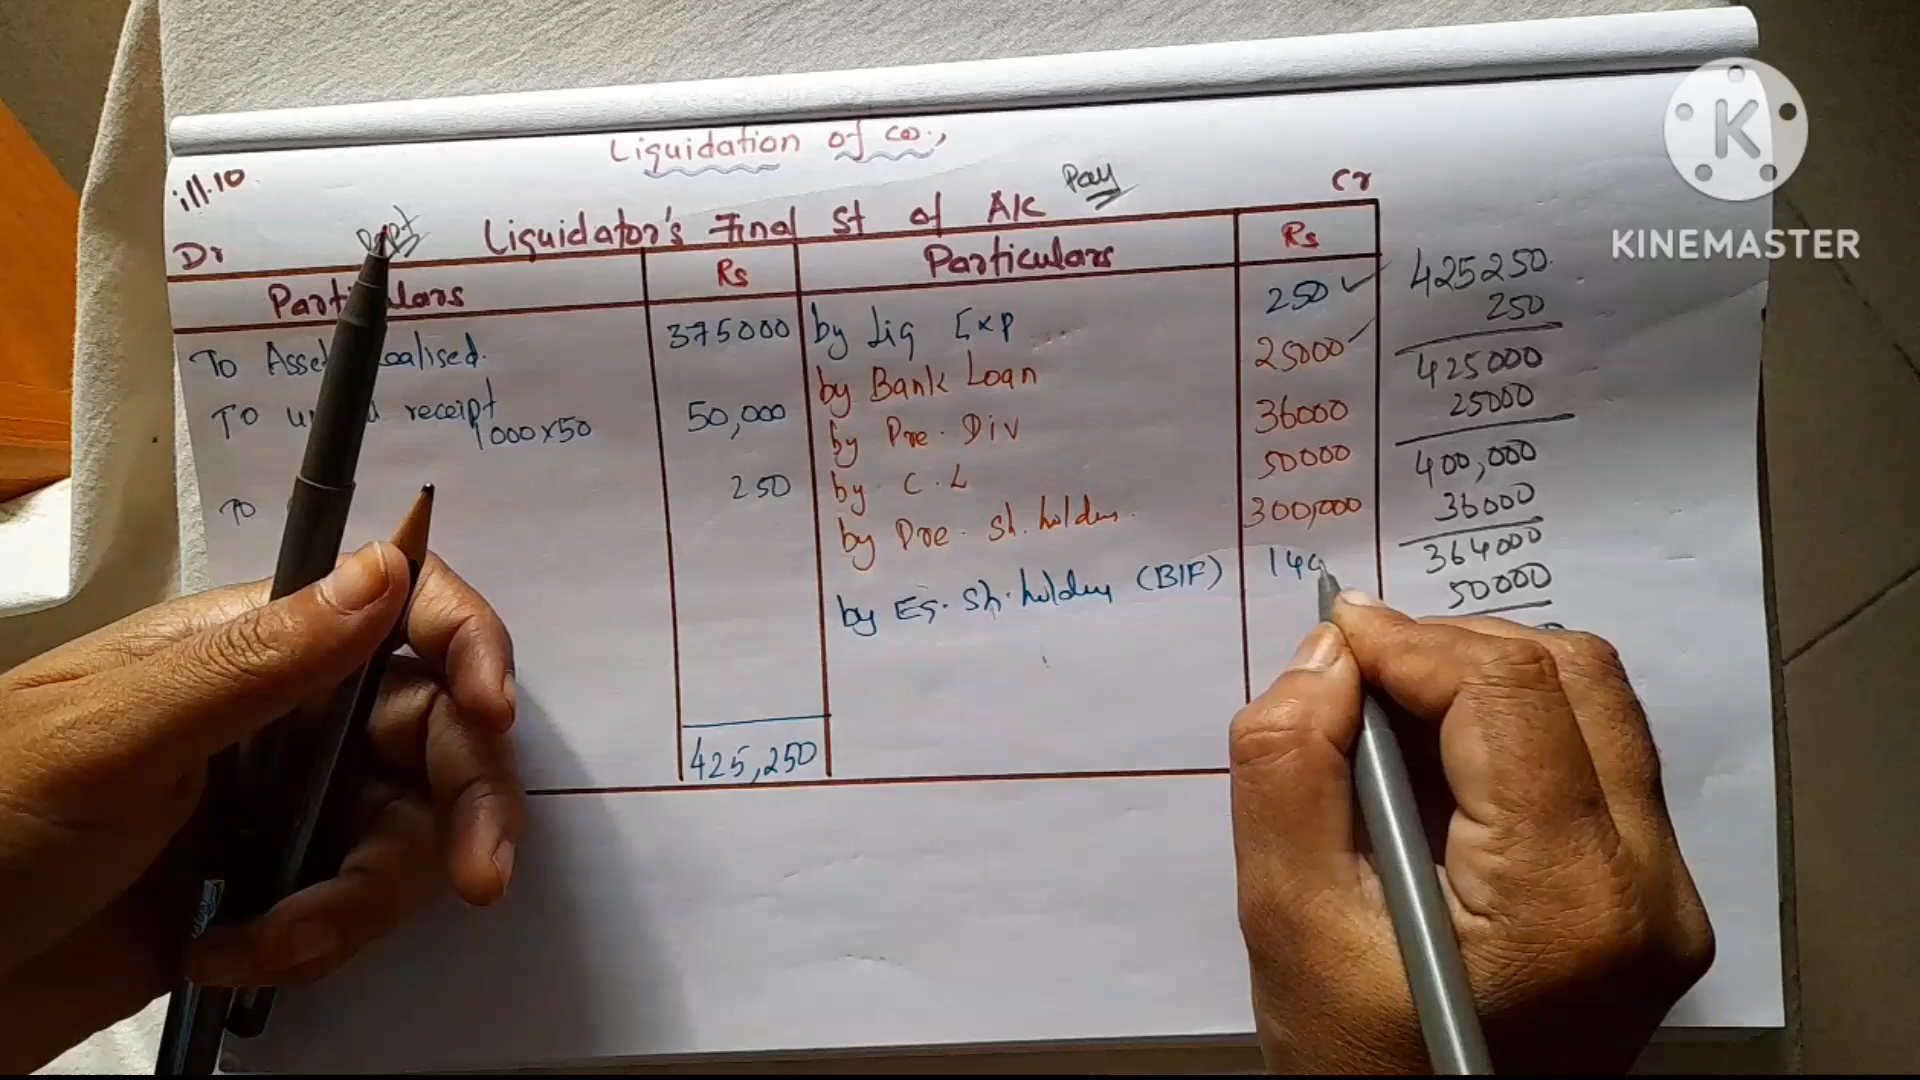 KINEMASTER
Liquidation of co.,
ill.10
Pay
Cr
Dr
Liquidator's Final St of A/c
Particulars Rs Particulars Rs
To realised. 375000 by Liq Exp 250
To receipt 50,000 by Bank Loan 25000
1000x50
by Pre. Div 36000
To 250 by C.L 50000
by Pre. Sh. holders. 300,000
by Eq. Sh. holders (BIF) 14
425,250
425250
250
425000
25000
400,000
36000
364000
50000